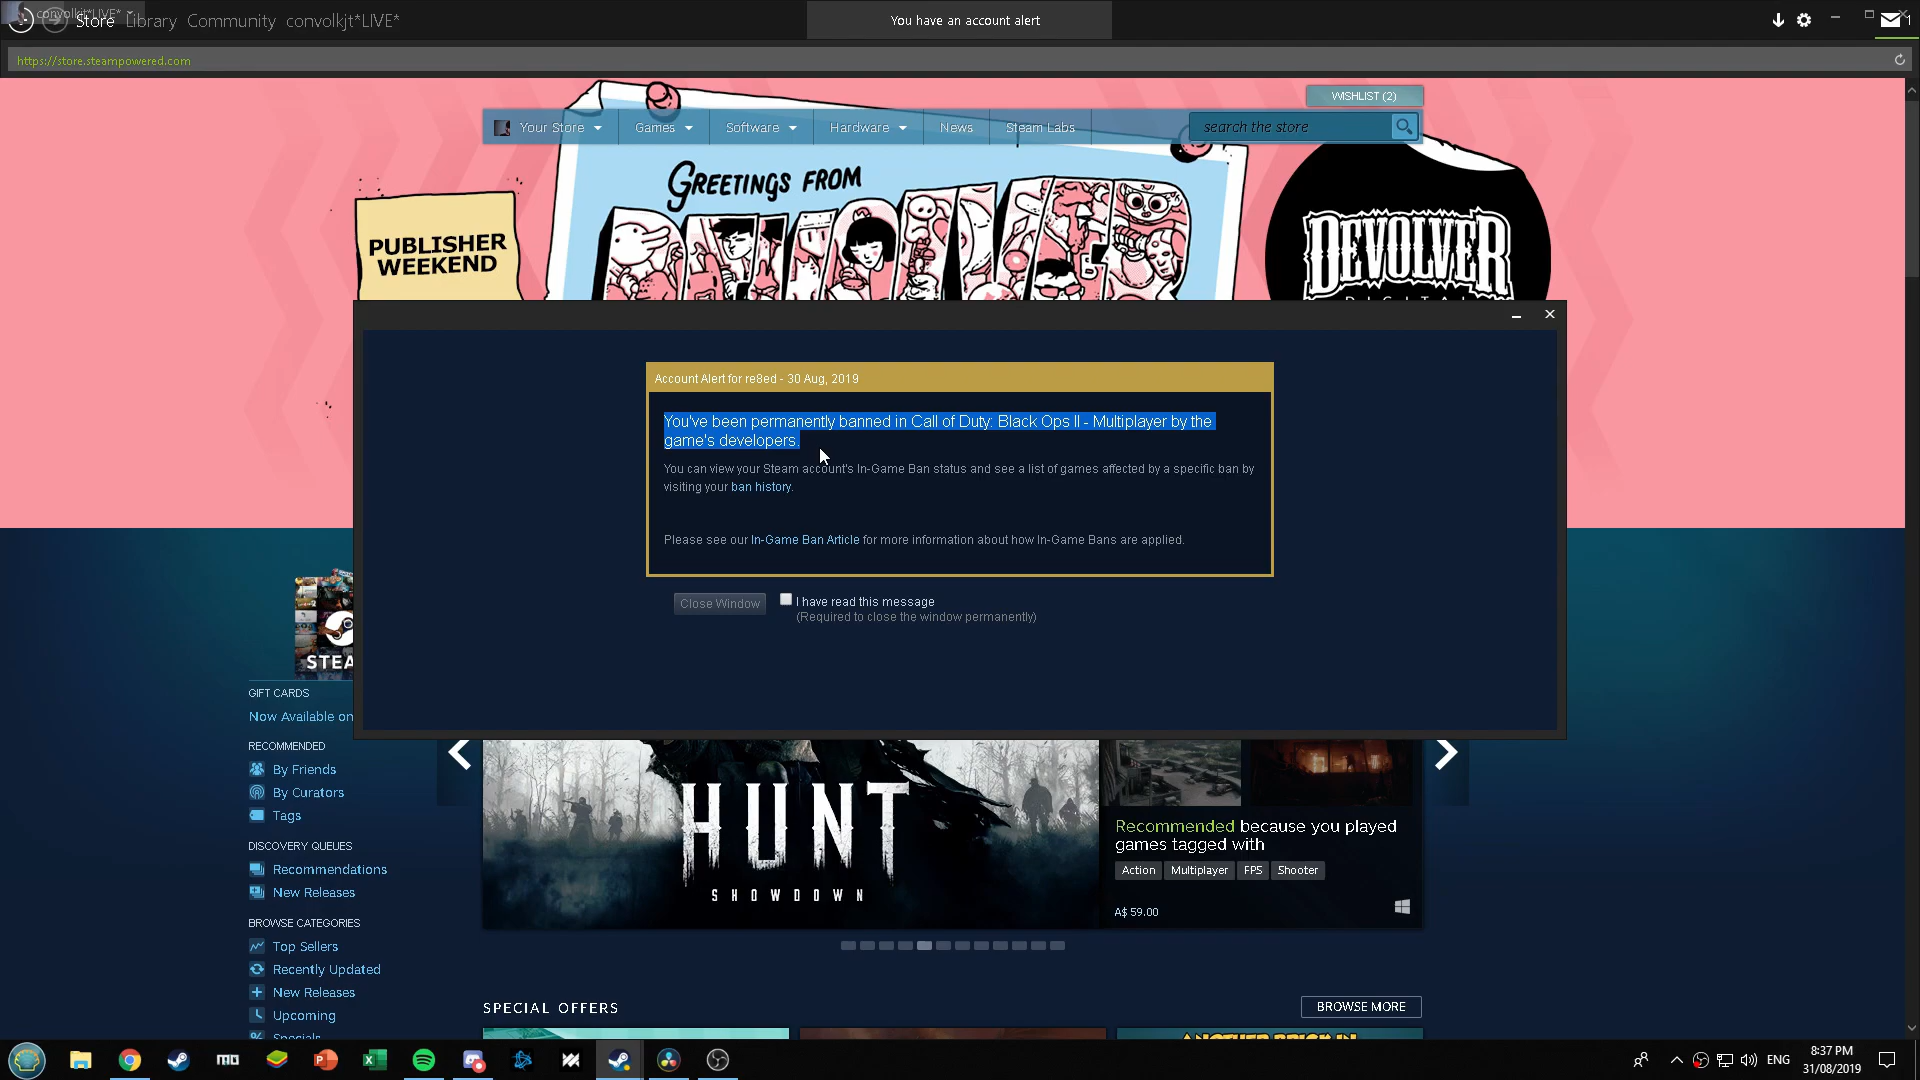 convolkjt*LIVE*
Store Library Community convolkjt*LIVE*
You have an account alert
1
https://store.steampowered.com
WISHLIST (2)
Your Store
Games
Software
Hardware
News
Steam Labs
search the store
GREETINGS FROM
PUBLISHER
WEEKEND
DEVOLVER
Account Alert for re8ed - 30 Aug, 2019
You've been permanently banned in Call of Duty: Black Ops II - Multiplayer by the
game's developers.
You can view your Steam account's In-Game Ban status and see a list of games affected by a specific ban by
visiting your ban history.
Please see our In-Game Ban Article for more information about how In-Game Bans are applied.
Close Window
I have read this message
(Required to close the window permanently)
STEA
GIFT CARDS
Now Available on
RECOMMENDED
By Friends
By Curators
Tags
DISCOVERY QUEUES
Recommendations
New Releases
BROWSE CATEGORIES
Top Sellers
Recently Updated
New Releases
Upcoming
Specials
HUNT
SHOWDOWN
Recommended because you played
games tagged with
Action
Multiplayer
FPS
Shooter
A$ 59.00
SPECIAL OFFERS
BROWSE MORE
ANOTHER BRICK IN
ENG
8:37 PM
31/08/2019